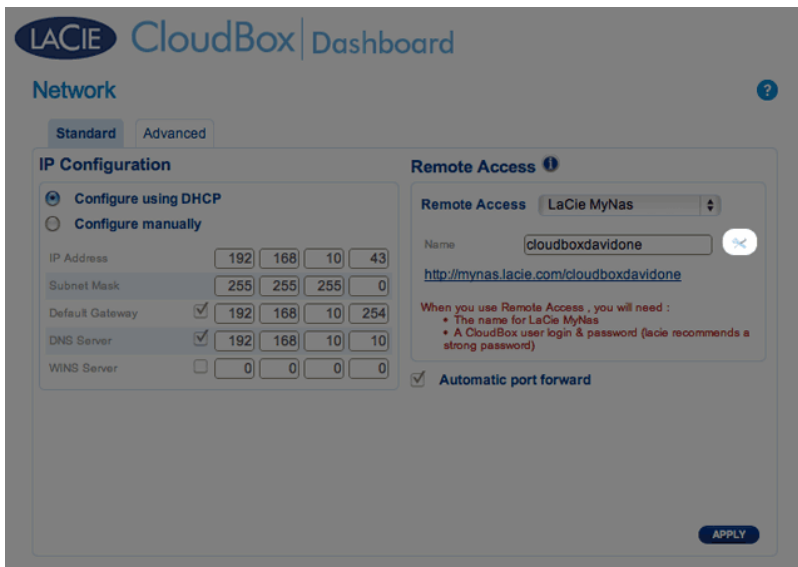 LACIE CloudBox Dashboard
Network
?
Standard Advanced
IP Configuration
Configure using DHCP
Configure manually
IP Address 192 168 10 43
Subnet Mask 255 255 255 0
Default Gateway 192 168 10 254
DNS Server 192 168 10 10
WINS Server 0 0 0 0
Remote Access i
Remote Access LaCie MyNas
Name cloudboxdavidone
http://mynas.lacie.com/cloudboxdavidone
When you use Remote Access , you will need :
• The name for LaCie MyNas
• A CloudBox user login & password (lacie recommends a
strong password)
Automatic port forward
APPLY